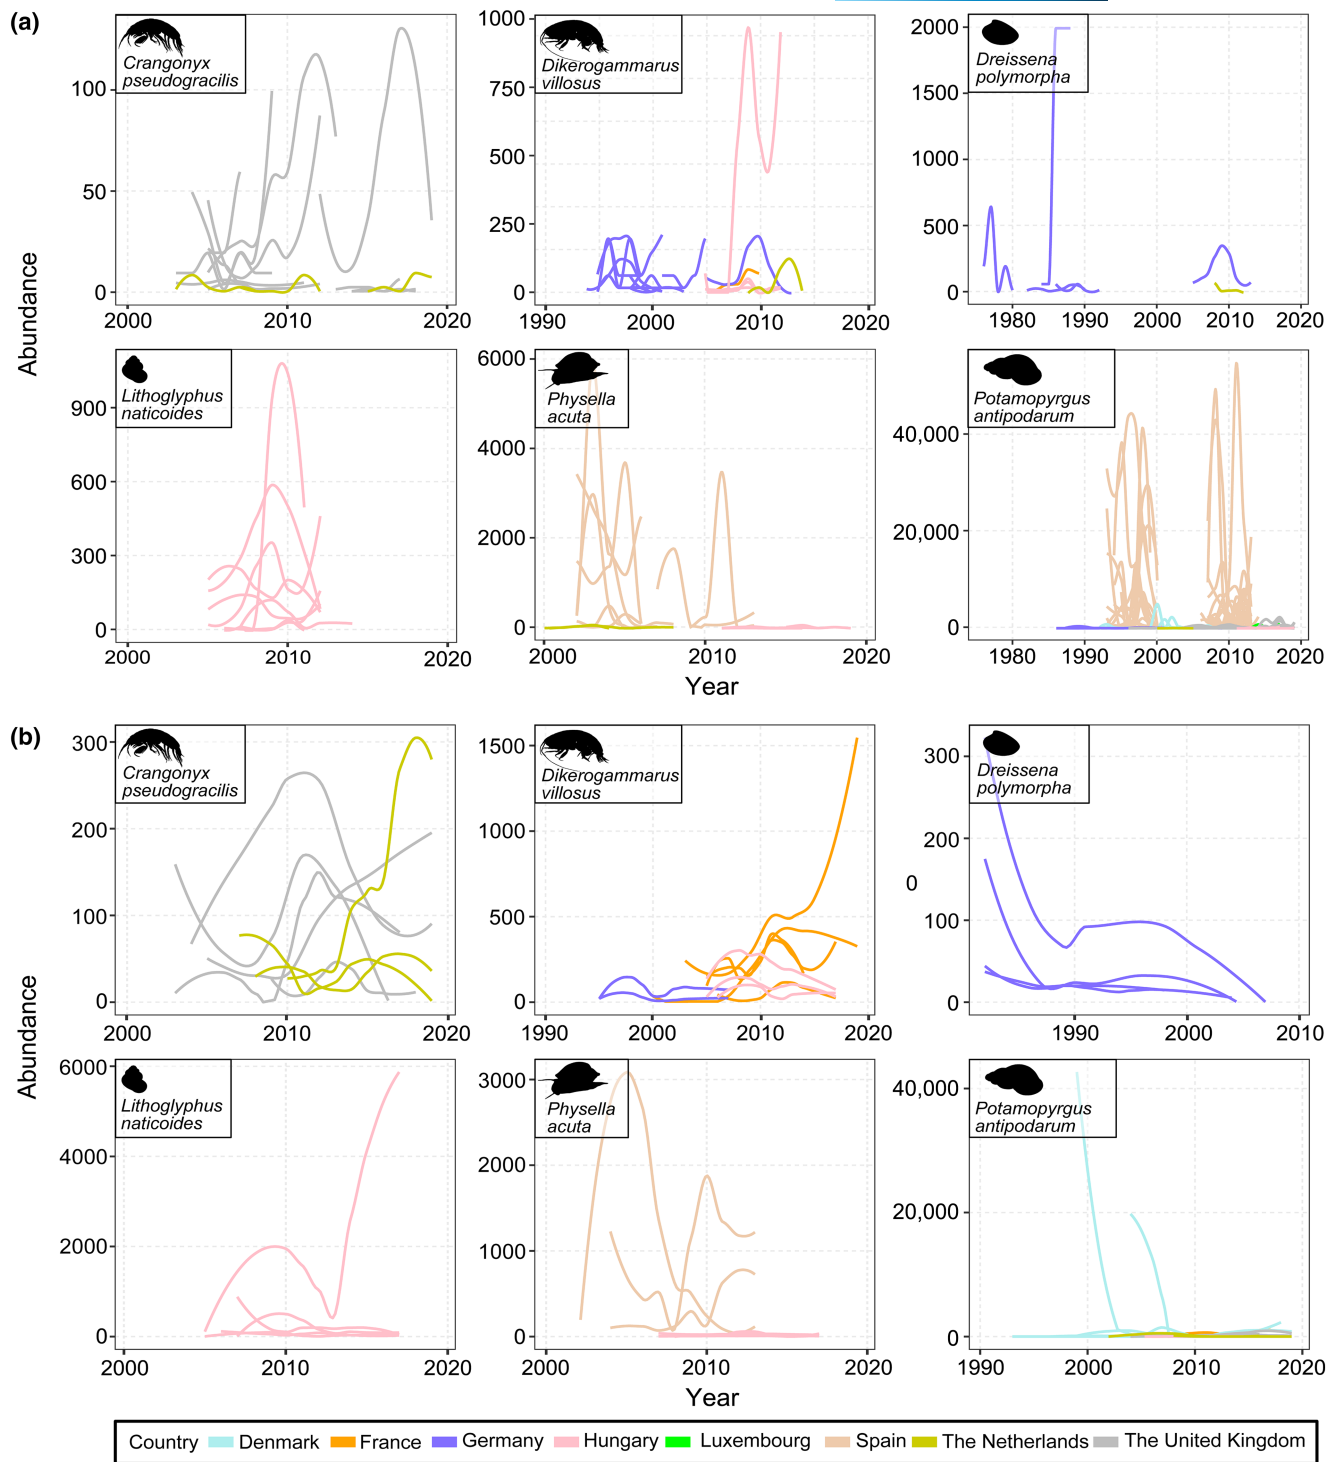 (a)
Crangonyx
pseudogracilis
100
50
0
2000 2010 2020
Dikerogammarus
villosus
1000
750
500
250
0
1990 2000 2010 2020
Dreissena
polymorpha
2000
1500
1000
500
0
1980 1990 2000 2010 2020
Abundance
Lithoglyphus
naticoides
900
600
300
0
2000 2010 2020
Physella
acuta
6000
4000
2000
0
2000 2010 2020
Potamopyrgus
antipodarum
40,000
20,000
0
1980 1990 2000 2010 2020
Year
(b)
Crangonyx
pseudogracilis
300
200
100
0
2000 2010 2020
Dikerogammarus
villosus
1500
1000
500
0
1990 2000 2010 2020
Dreissena
polymorpha
300
200
0
100
0
1990 2000 2010
Abundance
Lithoglyphus
naticoides
6000
4000
2000
0
2000 2010 2020
Physella
acuta
3000
2000
1000
0
2000 2010 2020
Potamopyrgus
antipodarum
40,000
20,000
0
1990 2000 2010 2020
Year
Country Denmark France Germany Hungary Luxembourg Spain The Netherlands The United Kingdom